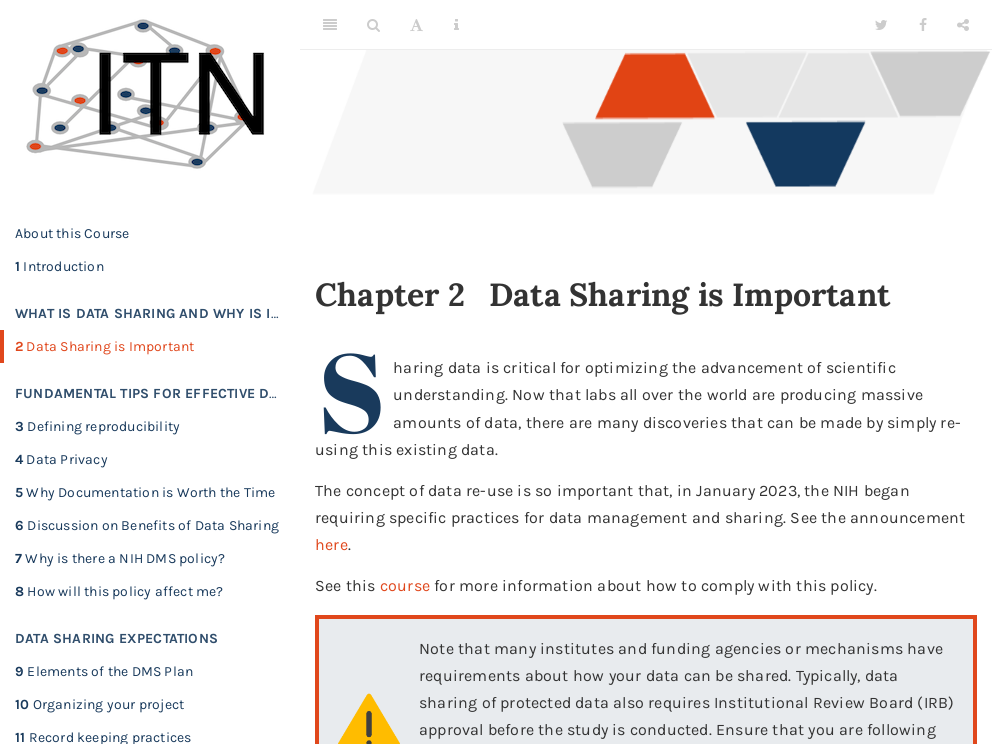 ITN
About this Course
1 Introduction
WHAT IS DATA SHARING AND WHY IS I…
2 Data Sharing is Important
FUNDAMENTAL TIPS FOR EFFECTIVE D…
3 Defining reproducibility
4 Data Privacy
5 Why Documentation is Worth the Time
6 Discussion on Benefits of Data Sharing
7 Why is there a NIH DMS policy?
8 How will this policy affect me?
DATA SHARING EXPECTATIONS
9 Elements of the DMS Plan
10 Organizing your project
11 Record keeping practices
Chapter 2 Data Sharing is Important
Sharing data is critical for optimizing the advancement of scientific
understanding. Now that labs all over the world are producing massive
amounts of data, there are many discoveries that can be made by simply re-
using this existing data.
The concept of data re-use is so important that, in January 2023, the NIH began
requiring specific practices for data management and sharing. See the announcement
here.
See this course for more information about how to comply with this policy.
Note that many institutes and funding agencies or mechanisms have
requirements about how your data can be shared. Typically, data
sharing of protected data also requires Institutional Review Board (IRB)
approval before the study is conducted. Ensure that you are following